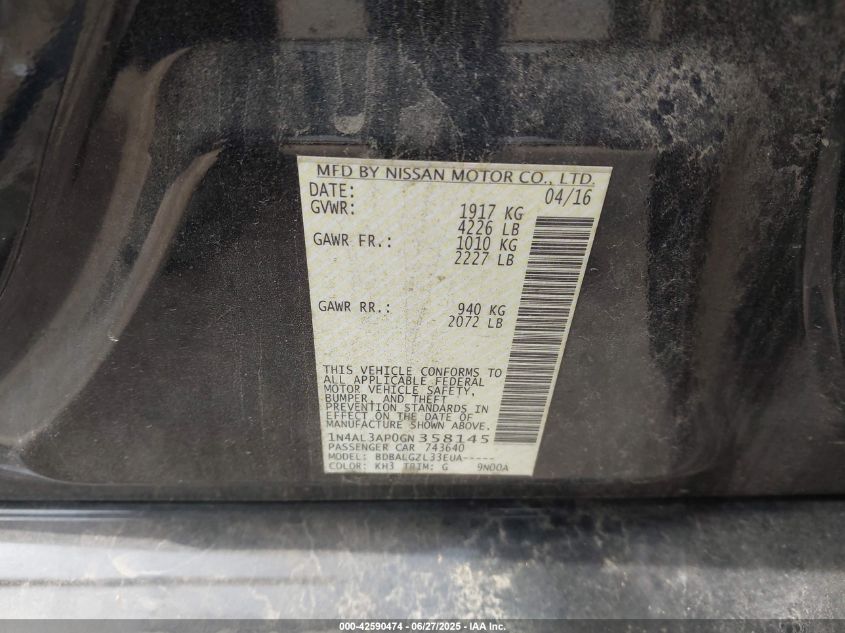 MFD BY NISSAN MOTOR CO., LTD.
DATE: 04/16
GVWR: 1917 KG
4226 LB
GAWR FR.: 1010 KG
2227 LB
GAWR RR.: 940 KG
2072 LB
THIS VEHICLE CONFORMS TO
ALL APPLICABLE FEDERAL
MOTOR VEHICLE SAFETY,
BUMPER, AND THEFT
PREVENTION STANDARDS IN
EFFECT ON THE DATE OF
MANUFACTURE SHOWN ABOVE.
1N4AL3AP0GN358145
PASSENGER CAR 743640
MODEL: BDBALGZL33EUA-----
COLOR: KH3 TRIM: G 9N00A
000-42590474 - 06/27/2025 - IAA Inc.